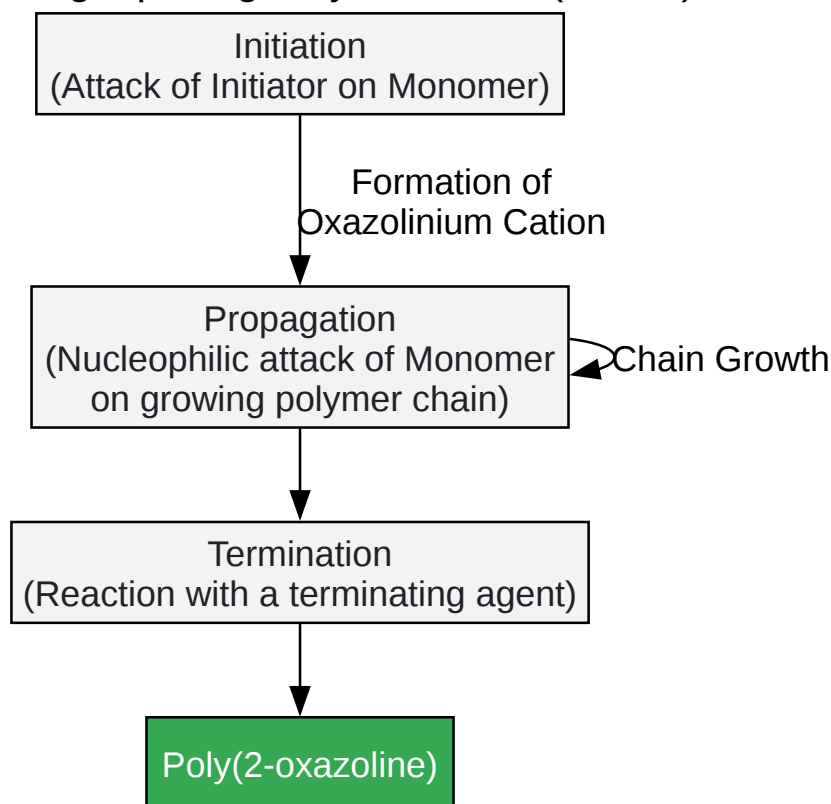 Initiation
(Attack of Initiator on Monomer)
Formation of
Oxazolinium Cation
Propagation
(Nucleophilic attack of Monomer
on growing polymer chain)
Chain Growth
Termination
(Reaction with a terminating agent)
Poly(2-oxazoline)